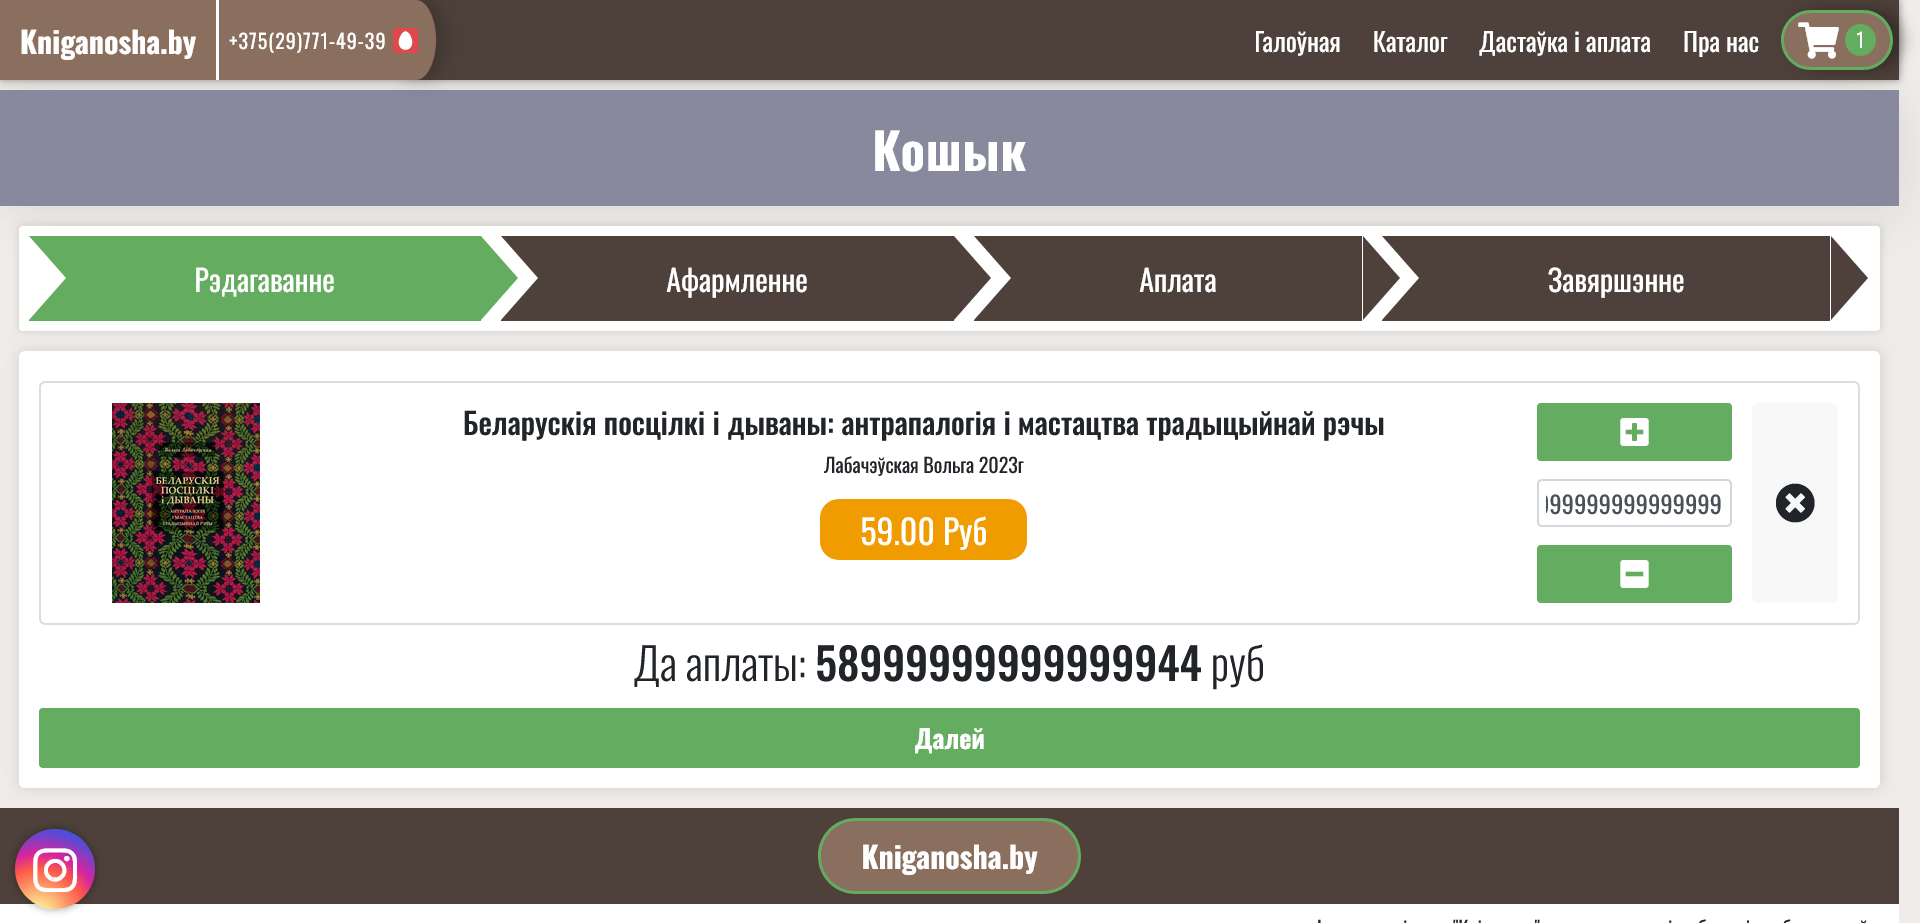 Kniganosha.by
+375(29)771-49-39
Галоўная
Каталог
Дастаўка і аплата
Пра нас
1
Кошык
Рэдагаванне
Афармленне
Аплата
Завяршэнне
БЕЛАРУСКІЯ
ПОСЦІЛКІ
І ДЫВАНЫ
Беларускія посцілкі і дываны: антрапалогія і мастацтва традыцыйнай рэчы
Лабачэўская Вольга 2023г
59.00 Руб
999999999999999
Да аплаты: 58999999999999944 руб
Далей
Kniganosha.by